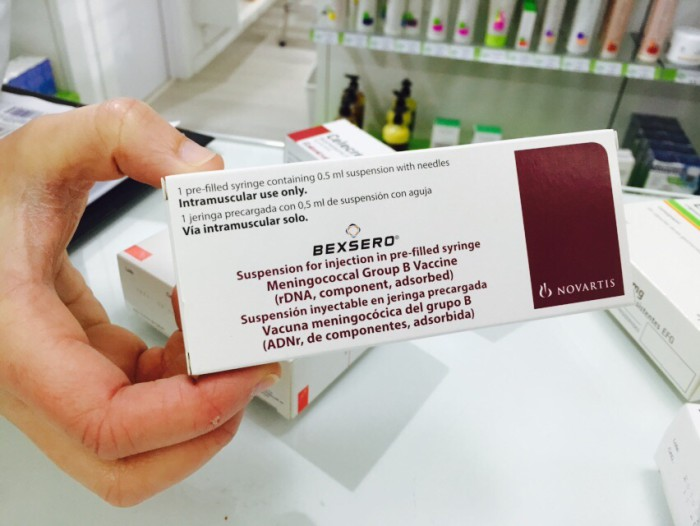 1 pre-filled syringe containing 0.5 ml suspension with needles
Intramuscular use only.
1 jeringa precargada con 0,5 ml de suspensión con aguja
Vía intramuscular solo.
BEXSERO®
Suspension for injection in pre-filled syringe
Meningococcal Group B Vaccine
(rDNA, component, adsorbed)
Suspensión inyectable en jeringa precargada
Vacuna meningocócica del grupo B
(ADNr, de componentes, adsorbida)
NOVARTIS
mg
EFG